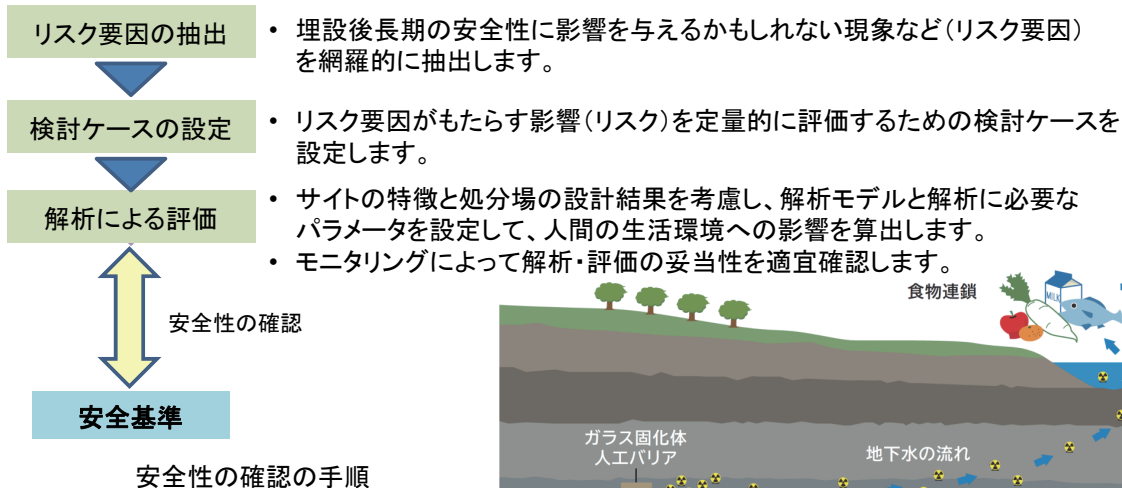 リスク要因の抽出
• 埋設後長期の安全性に影響を与えるかもしれない現象など(リスク要因)
を網羅的に抽出します。
検討ケースの設定
• リスク要因がもたらす影響(リスク)を定量的に評価するための検討ケースを
設定します。
解析による評価
• サイトの特徴と処分場の設計結果を考慮し、解析モデルと解析に必要な
パラメータを設定して、人間の生活環境への影響を算出します。
• モニタリングによって解析・評価の妥当性を適宜確認します。
食物連鎖
MILK
安全性の確認
安全基準
ガラス固化体
人工バリア
地下水の流れ
安全性の確認の手順